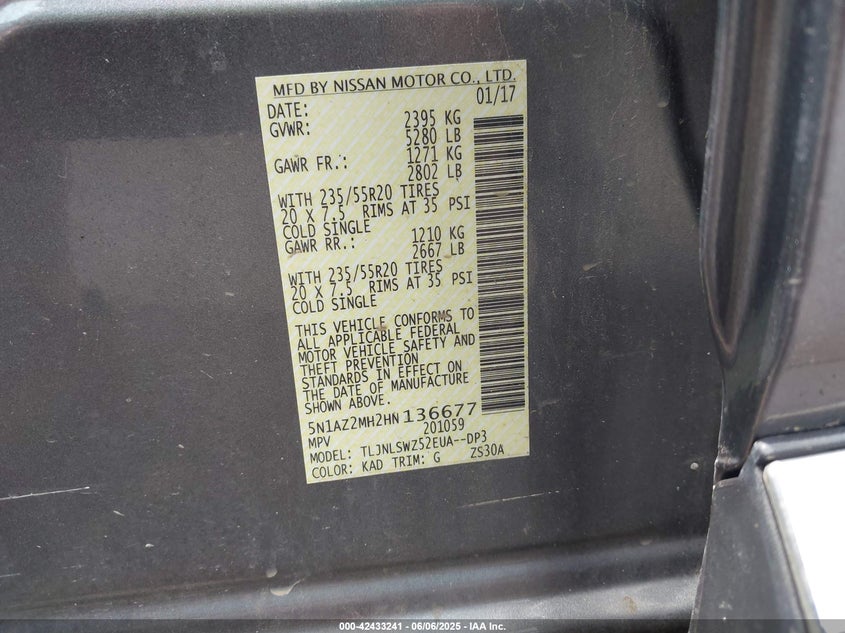 MFD BY NISSAN MOTOR CO., LTD.
DATE: 01/17
GVWR: 2395 KG
5280 LB
GAWR FR.: 1271 KG
2802 LB
WITH 235/55R20 TIRES
20 X 7.5 RIMS AT 35 PSI
COLD SINGLE
GAWR RR.: 1210 KG
2667 LB
WITH 235/55R20 TIRES
20 X 7.5 RIMS AT 35 PSI
COLD SINGLE
THIS VEHICLE CONFORMS TO
ALL APPLICABLE FEDERAL
MOTOR VEHICLE SAFETY AND
THEFT PREVENTION
STANDARDS IN EFFECT ON
THE DATE OF MANUFACTURE
SHOWN ABOVE.
5N1AZ2MH2HN136677
MPV 201059
MODEL: TLJNLSWZ52EUA--DP3
COLOR: KAD TRIM: G ZS30A
000-42433241 - 06/06/2025 - IAA Inc.